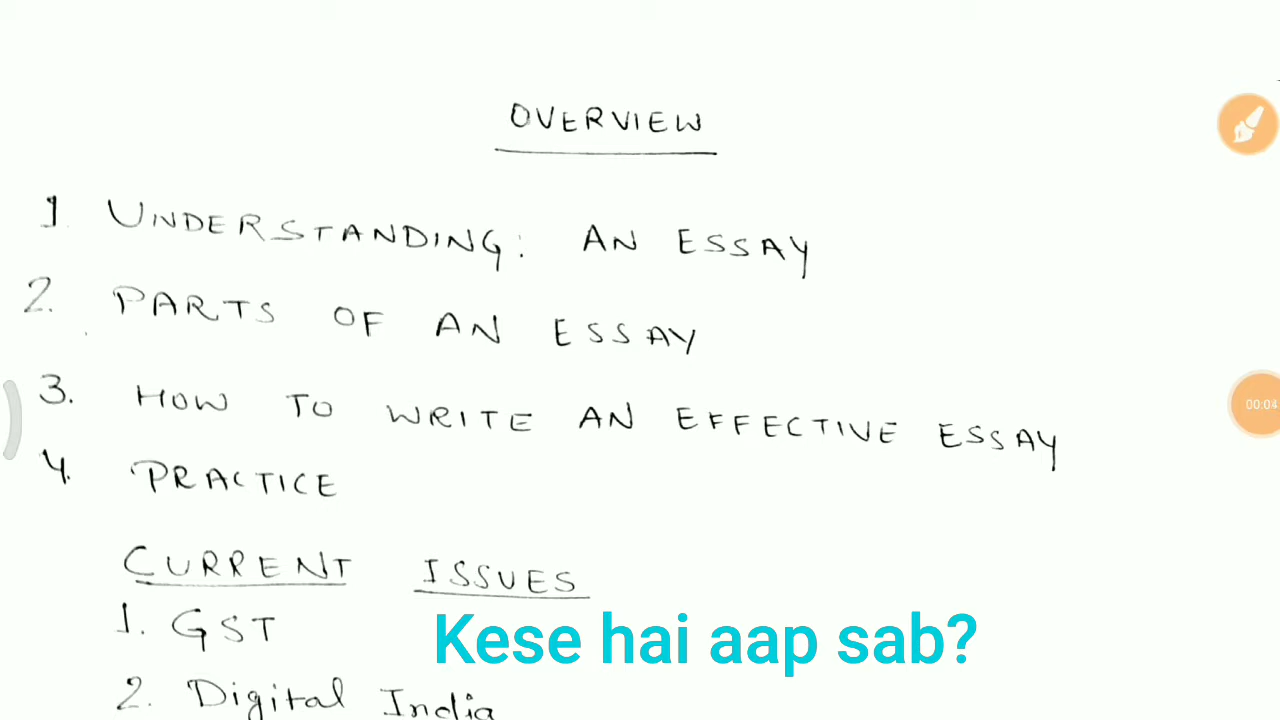 OVERVIEW
1 UNDERSTANDING: AN ESSAY
2. PARTS OF AN ESSAY
3. HOW TO WRITE AN EFFECTIVE ESSAY
00:04
4. PRACTICE
CURRENT ISSUES
1. GST
Kese hai aap sab?
2. Digital India